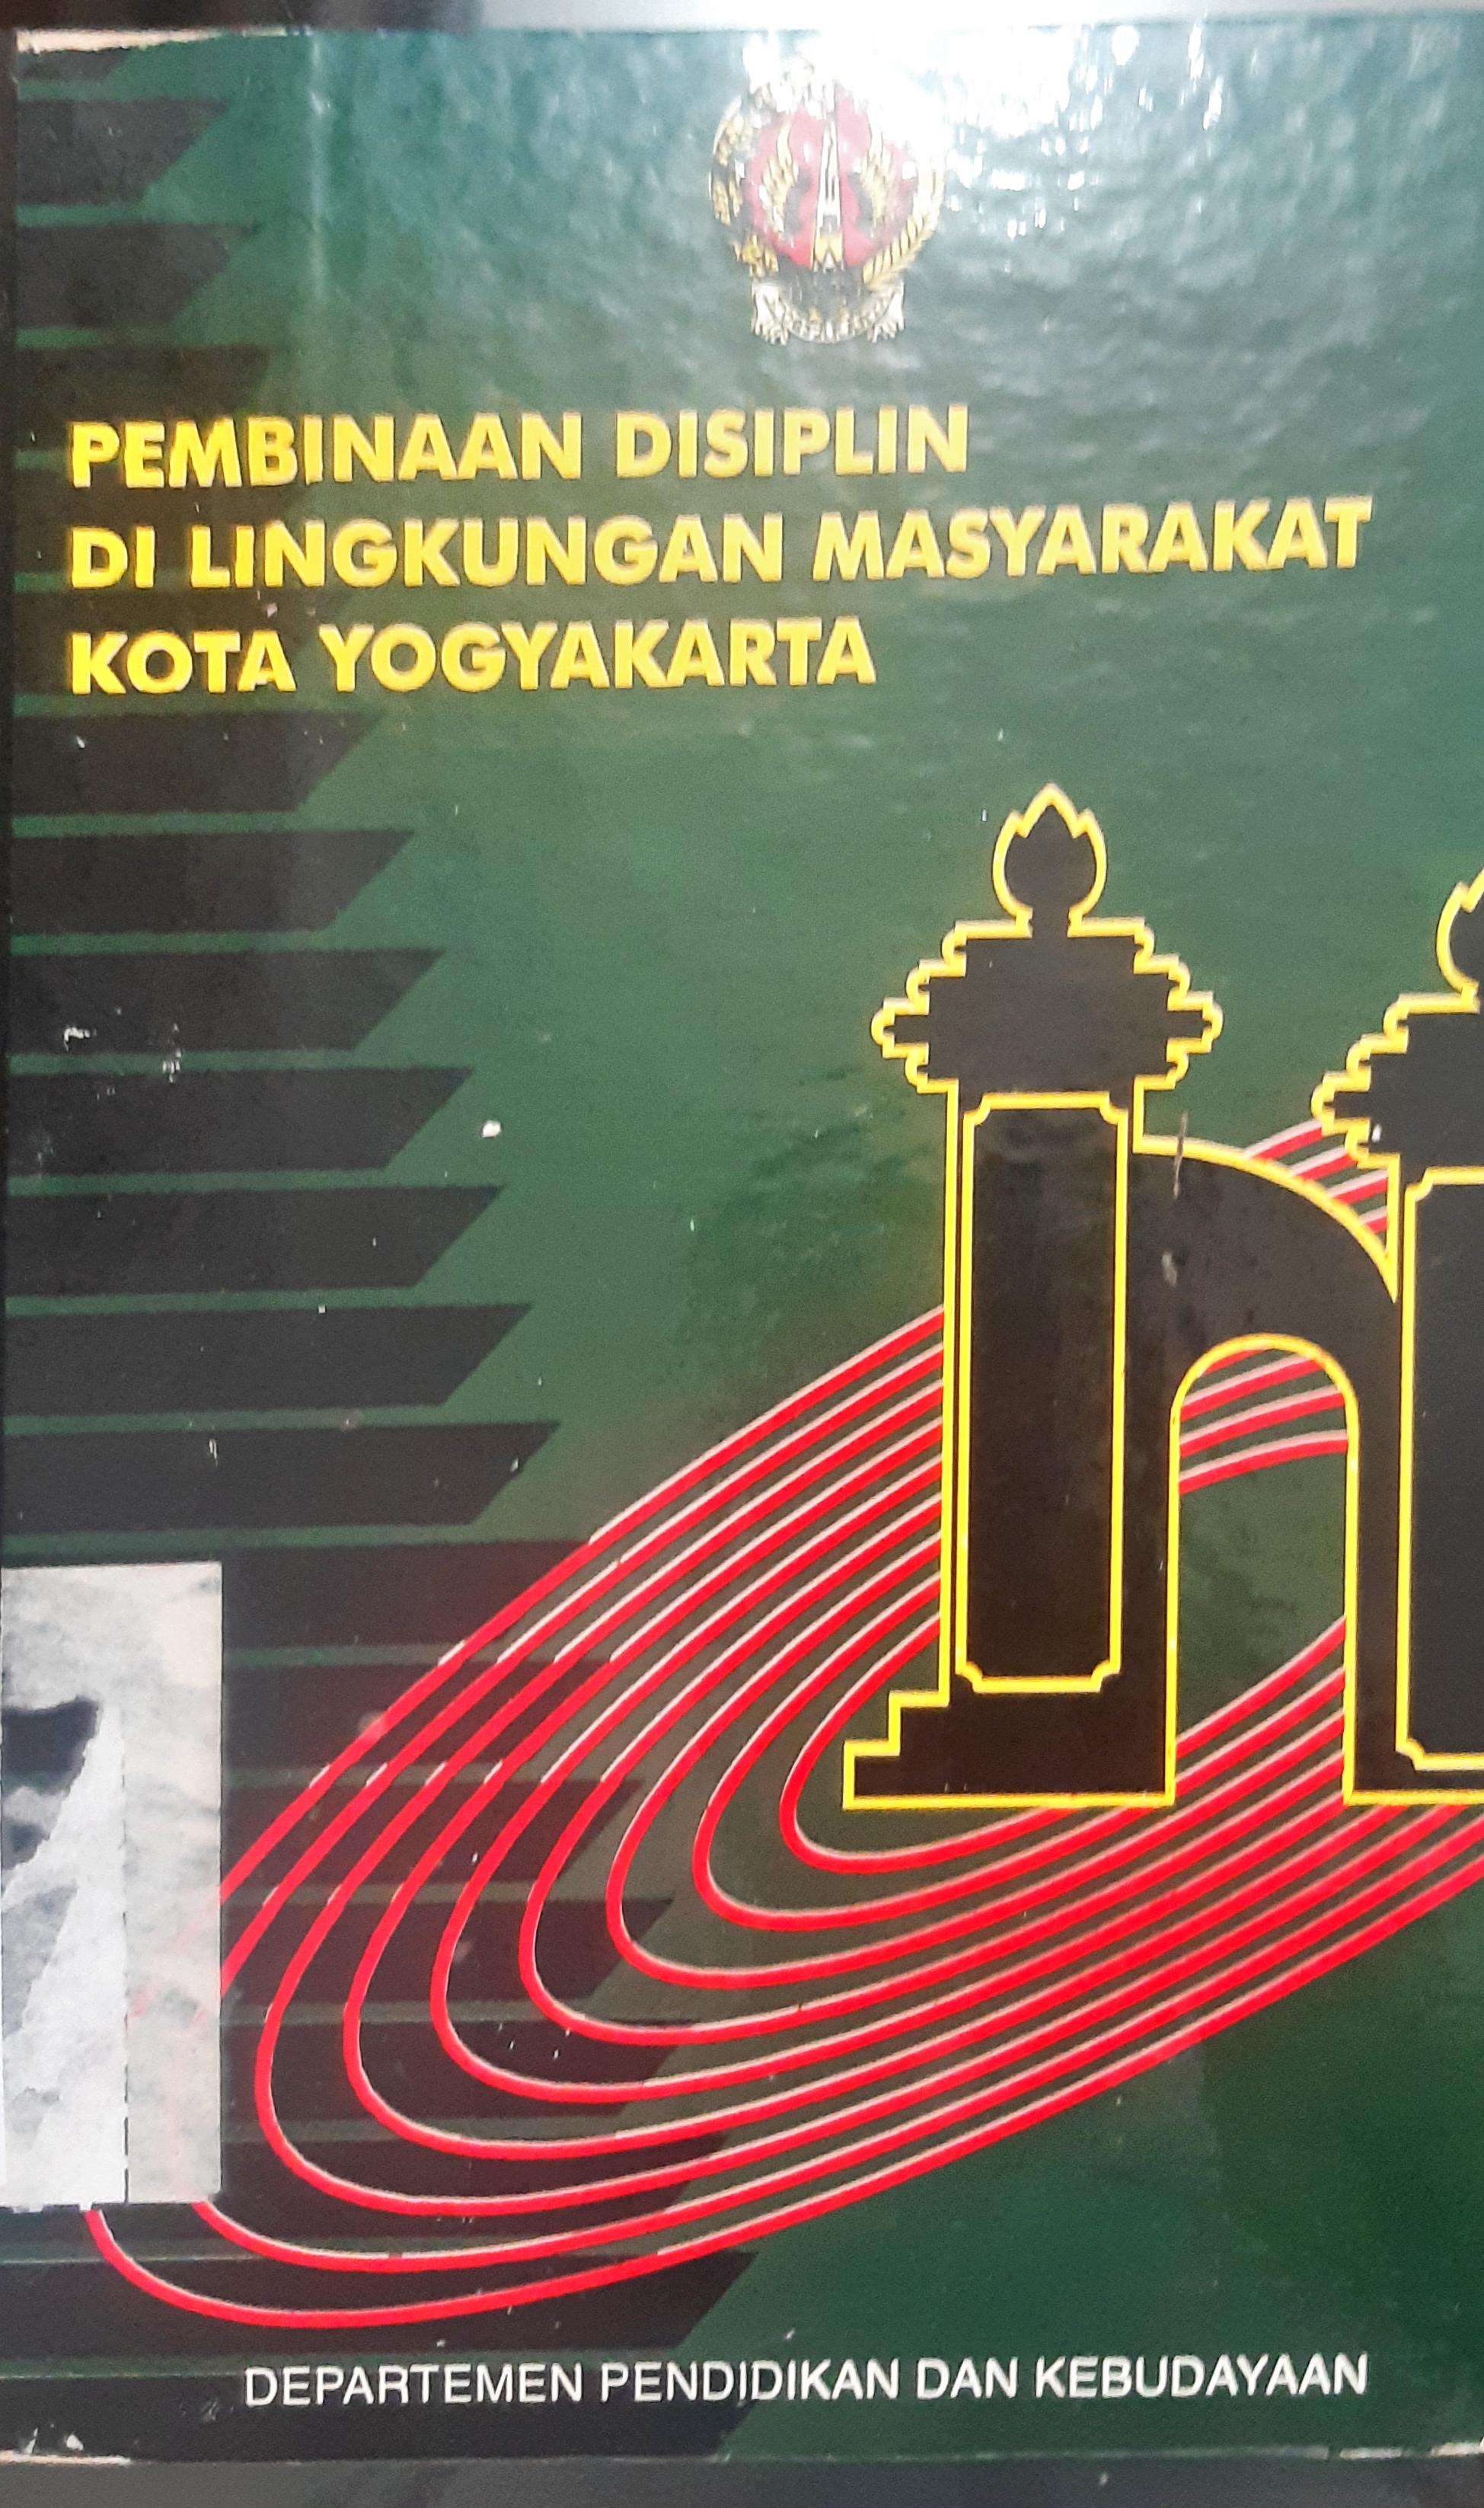 PEMBINAAN DISIPLIN
DI LINGKUNGAN MASYARAKAT
KOTA YOGYAKARTA
DEPARTEMEN PENDIDIKAN DAN KEBUDAYAAN